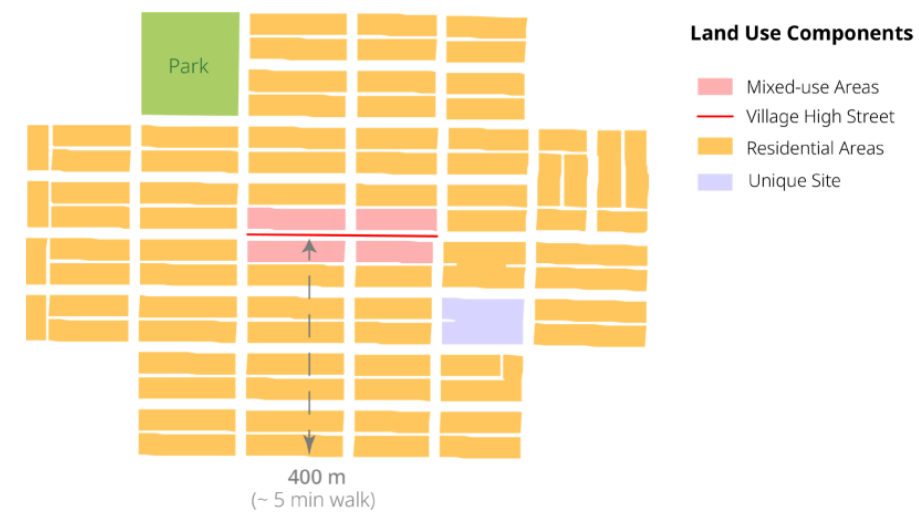 Park
Land Use Components
Mixed-use Areas
Village High Street
Residential Areas
Unique Site
400 m
(~ 5 min walk)